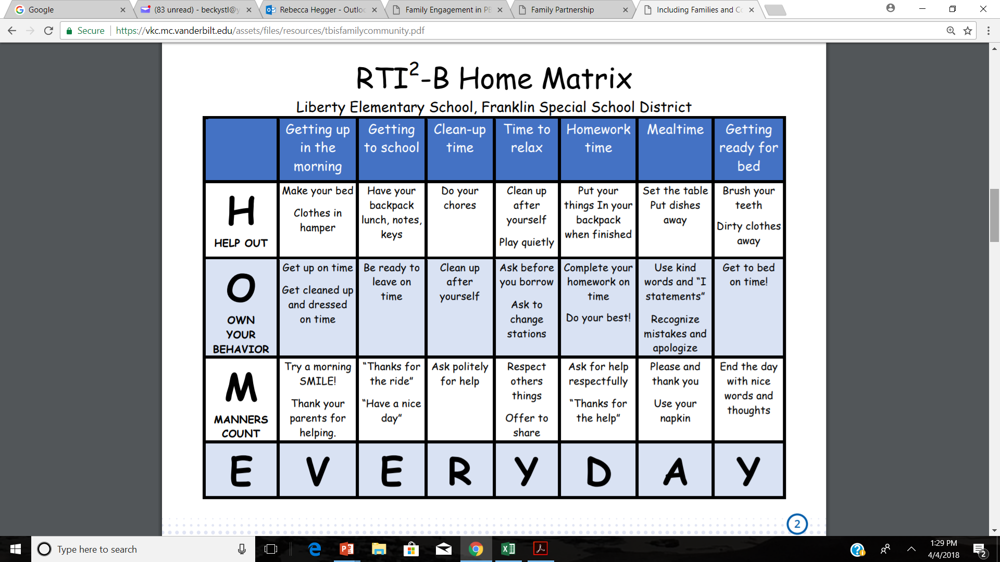 Google
(83 unread) - beckystl@y
Rebecca Hegger - Outloo
Family Engagement in PB
Family Partnership
Including Families and Co
Secure
https://vkc.mc.vanderbilt.edu/assets/files/resources/tbisfamilycommunity.pdf
RTI²-B Home Matrix
Liberty Elementary School, Franklin Special School District
Getting up
in the
morning
Getting
to school
Clean-up
time
Time to
relax
Homework
time
Mealtime
Getting
ready for
bed
H
HELP OUT
Make your bed
Clothes in
hamper
Have your
backpack
lunch, notes,
keys
Do your
chores
Clean up
after
yourself
Play quietly
Put your
things In your
backpack
when finished
Set the table
Put dishes
away
Brush your
teeth
Dirty clothes
away
O
OWN
YOUR
BEHAVIOR
Get up on time
Get cleaned up
and dressed
on time
Be ready to
leave on
time
Clean up
after
yourself
Ask before
you borrow
Ask to
change
stations
Complete your
homework on
time
Do your best!
Use kind
words and “I
statements”
Recognize
mistakes and
apologize
Get to bed
on time!
M
MANNERS
COUNT
Try a morning
SMILE!
Thank your
parents for
helping.
“Thanks for
the ride”
“Have a nice
day”
Ask politely
for help
Respect
others
things
Offer to
share
Ask for help
respectfully
“Thanks for
the help”
Please and
thank you
Use your
napkin
End the day
with nice
words and
thoughts
E V E R Y D A Y
2
Type here to search
1:29 PM
4/4/2018
2